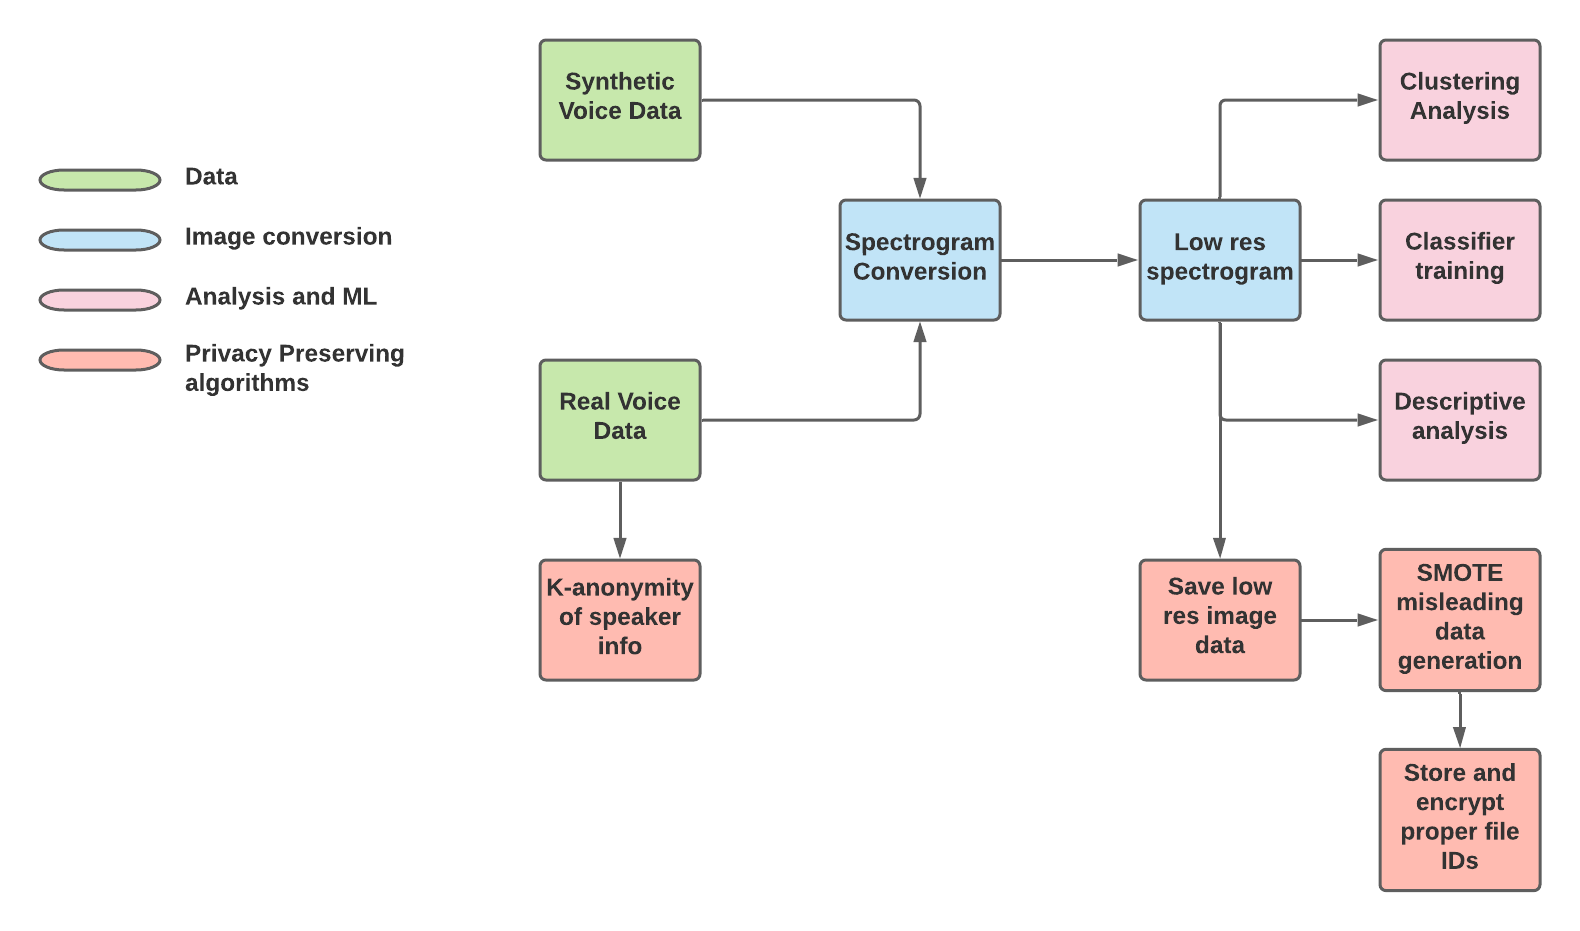 Data
Image conversion
Analysis and ML
Privacy Preserving
algorithms
Synthetic
Voice Data
Real Voice
Data
K-anonymity
of speaker
info
Spectrogram
Conversion
Low res
spectrogram
Save low
res image
data
Clustering
Analysis
Classifier
training
Descriptive
analysis
SMOTE
misleading
data
generation
Store and
encrypt
proper file
IDs